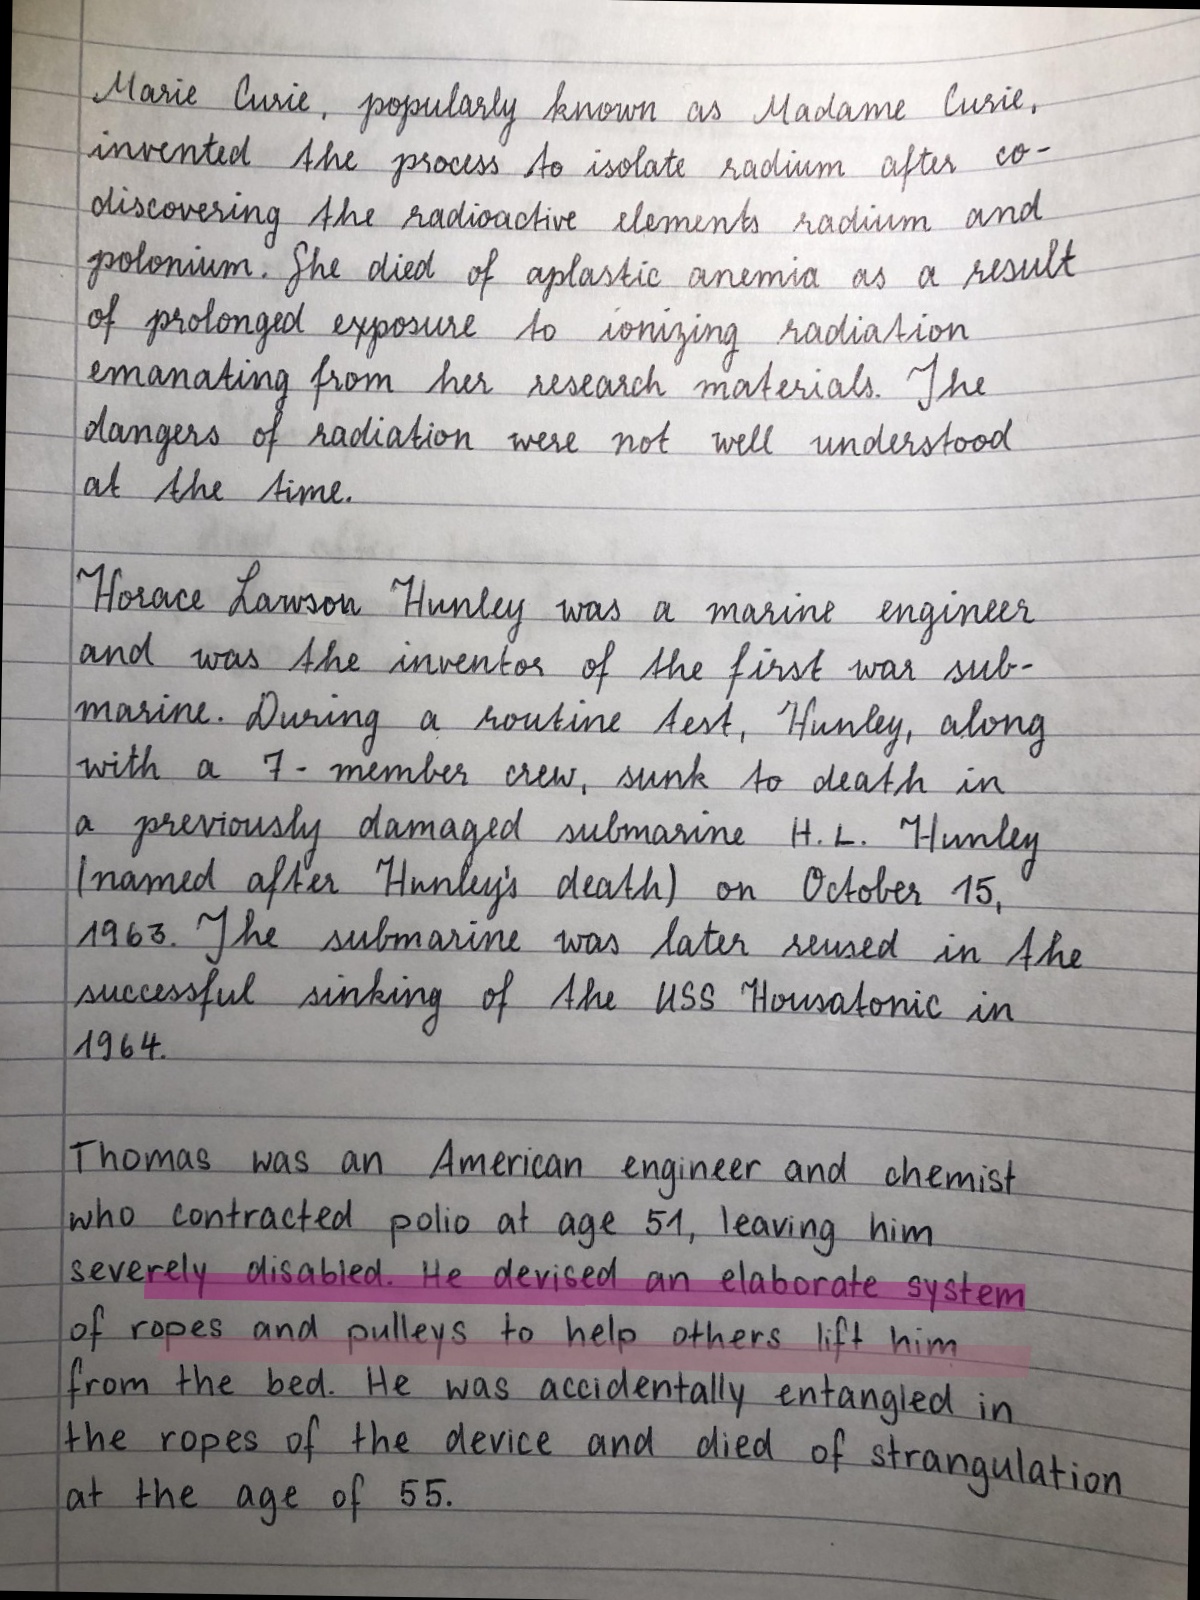 Marie Curie, popularly known as Madame Curie,
invented the process to isolate radium after co-
discovering the radioactive elements radium and
polonium. She died of aplastic anemia as a result
of prolonged exposure to ionizing radiation
emanating from her research materials. The
dangers of radiation were not well understood
at the time.
Horace Lawson Hunley was a marine engineer
and was the inventor of the first war sub-
marine. During a routine test, Hunley, along
with a 7-member crew, sunk to death in
a previously damaged submarine H. L. Hunley
(named after Hunley's death) on October 15,
1963. The submarine was later reused in the
successful sinking of the USS Housatonic in
1964.
Thomas was an American engineer and chemist
who contracted polio at age 51, leaving him
severely disabled. He devised an elaborate system
of ropes and pulleys to help others lift him
from the bed. He was accidentally entangled in
the ropes of the device and died of strangulation
at the age of 55.